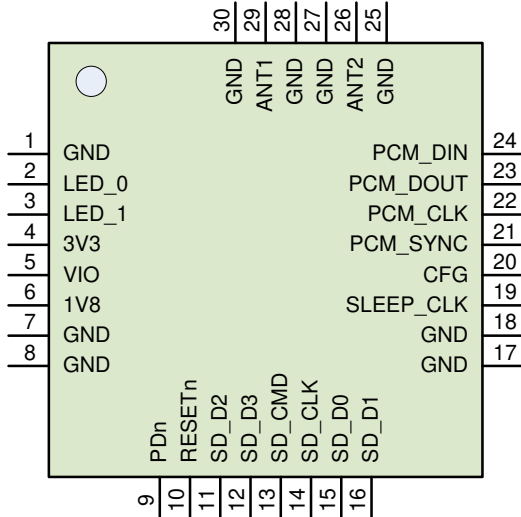 30 29 28 27 26 25
GND ANT1 GND GND ANT2 GND
1 GND
2 LED_0
3 LED_1
4 3V3
5 VIO
6 1V8
7 GND
8 GND
PCM_DIN 24
PCM_DOUT 23
PCM_CLK 22
PCM_SYNC 21
CFG 20
SLEEP_CLK 19
GND 18
GND 17
PDn RESETn SD_D2 SD_D3 SD_CMD SD_CLK SD_D0 SD_D1
9 10 11 12 13 14 15 16